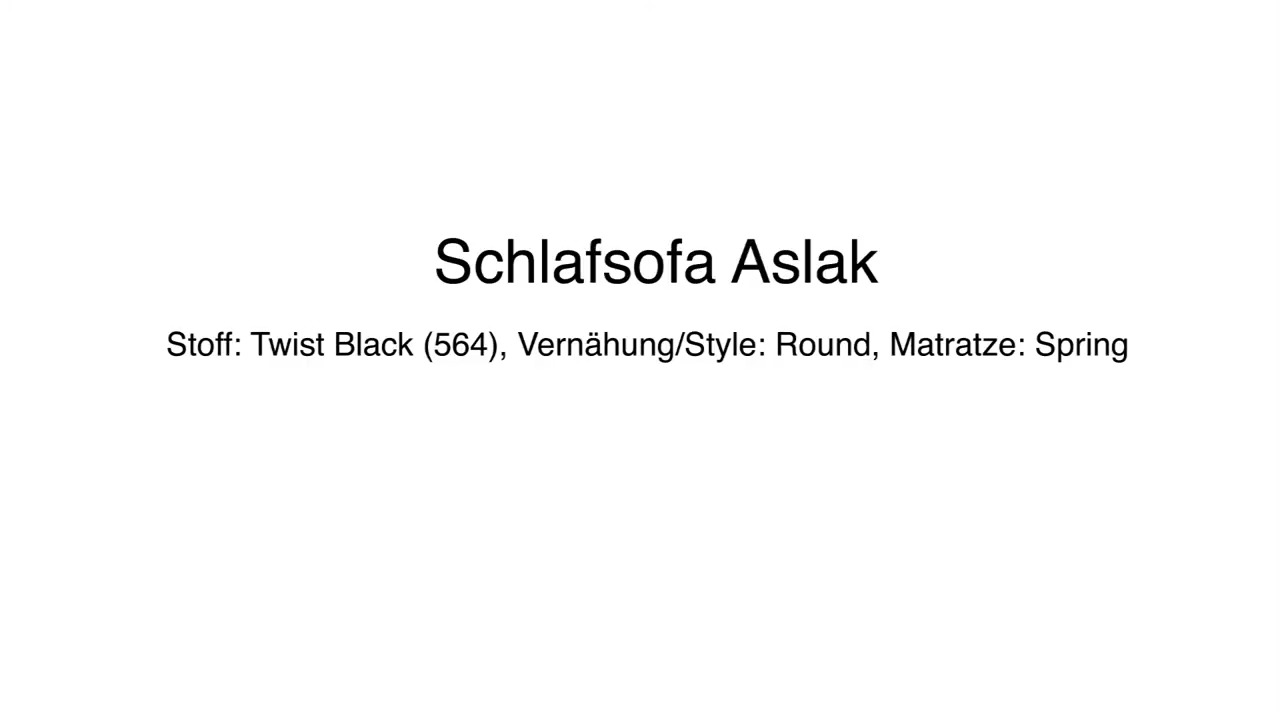 Schlafsofa Aslak
Stoff: Twist Black (564), Vernähung/Style: Round, Matratze: Spring